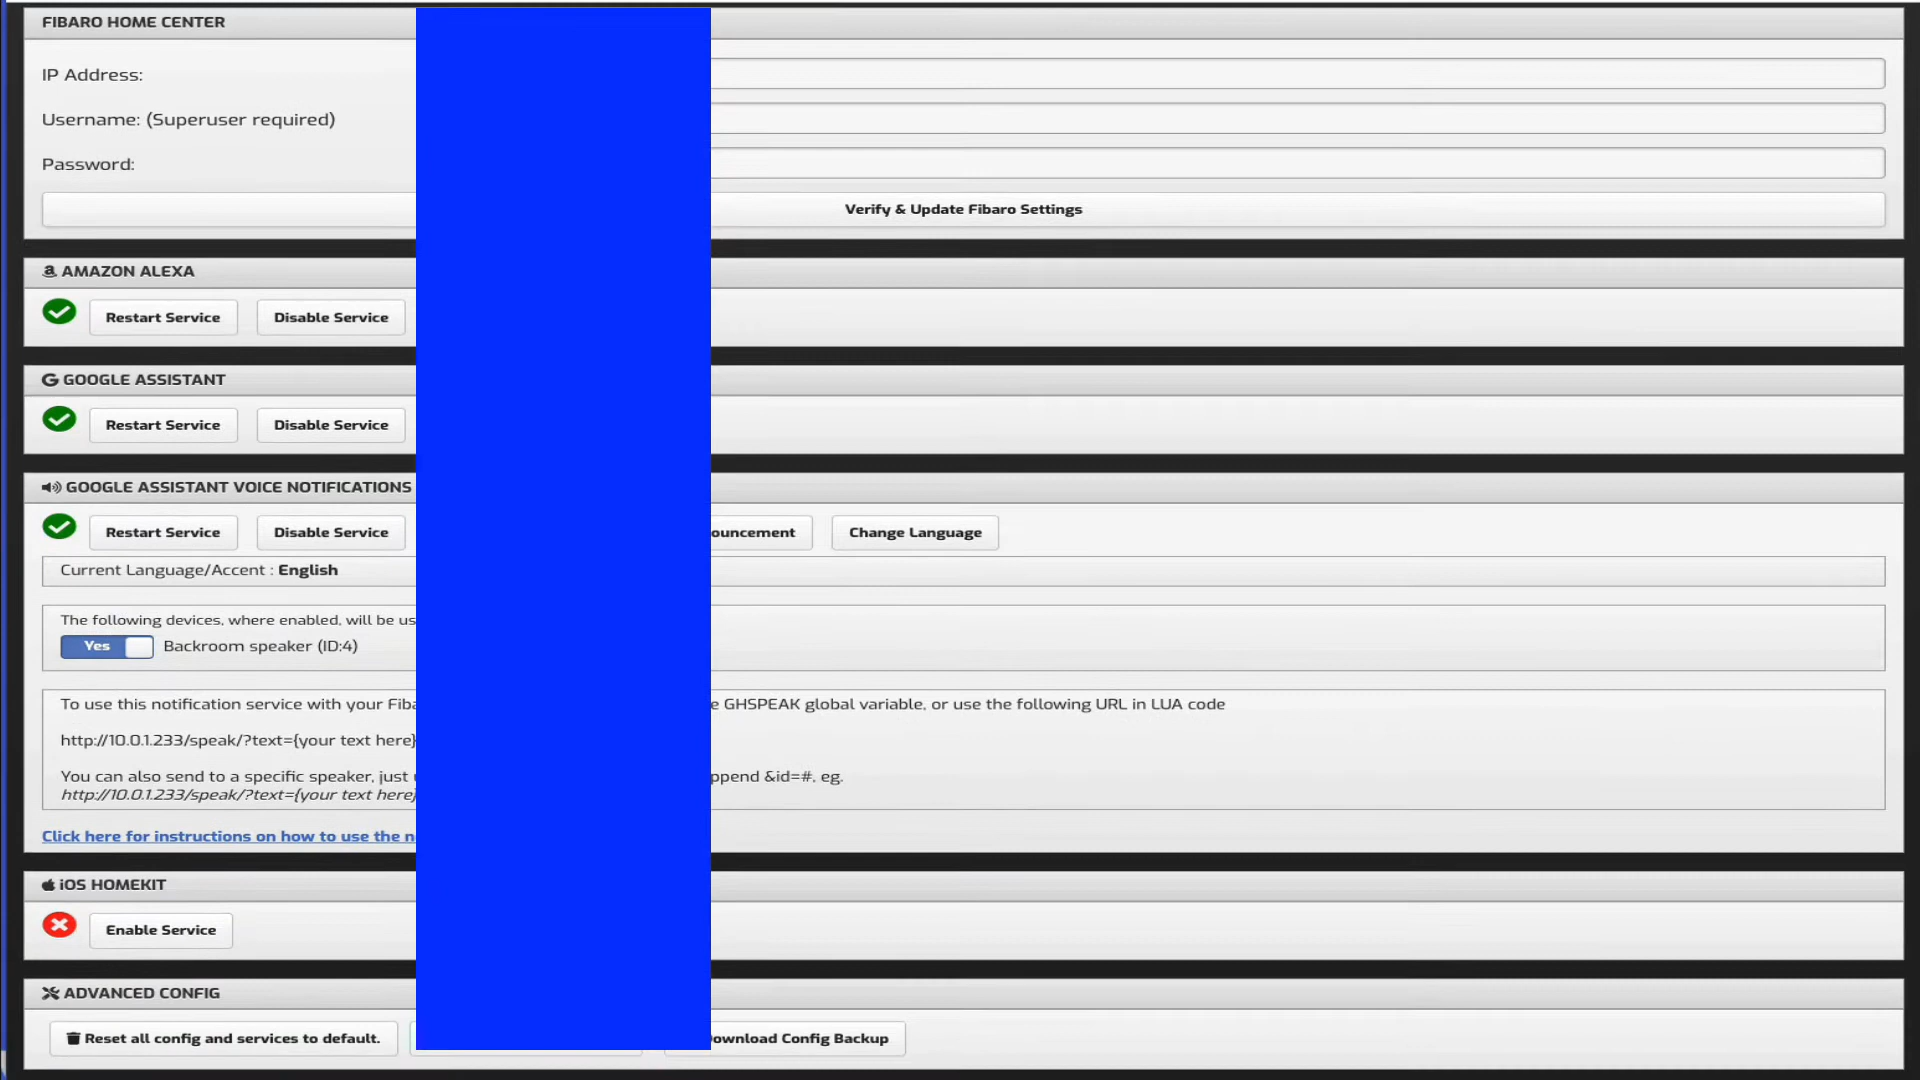 FIBARO HOME CENTER
IP Address:
Username: (Superuser required)
Password:
Verify & Update Fibaro Settings
AMAZON ALEXA
Restart Service Disable Service
GOOGLE ASSISTANT
Restart Service Disable Service
GOOGLE ASSISTANT VOICE NOTIFICATIONS
Restart Service Disable Service Change Language
Current Language/Accent : English
The following devices, where enabled, will be
Yes Backroom speaker (ID:4)
To use this notification service with your GHSPEAK global variable, or use the following URL in LUA code
http://10.0.1.233/speak/?text={your text here}
You can also send to a specific speaker, just &id=#, eg.
http://10.0.1.233/speak/?text={your text here}
Click here for instructions on how to use the
iOS HOMEKIT
Enable Service
ADVANCED CONFIG
Reset all config and services to default. Config Backup